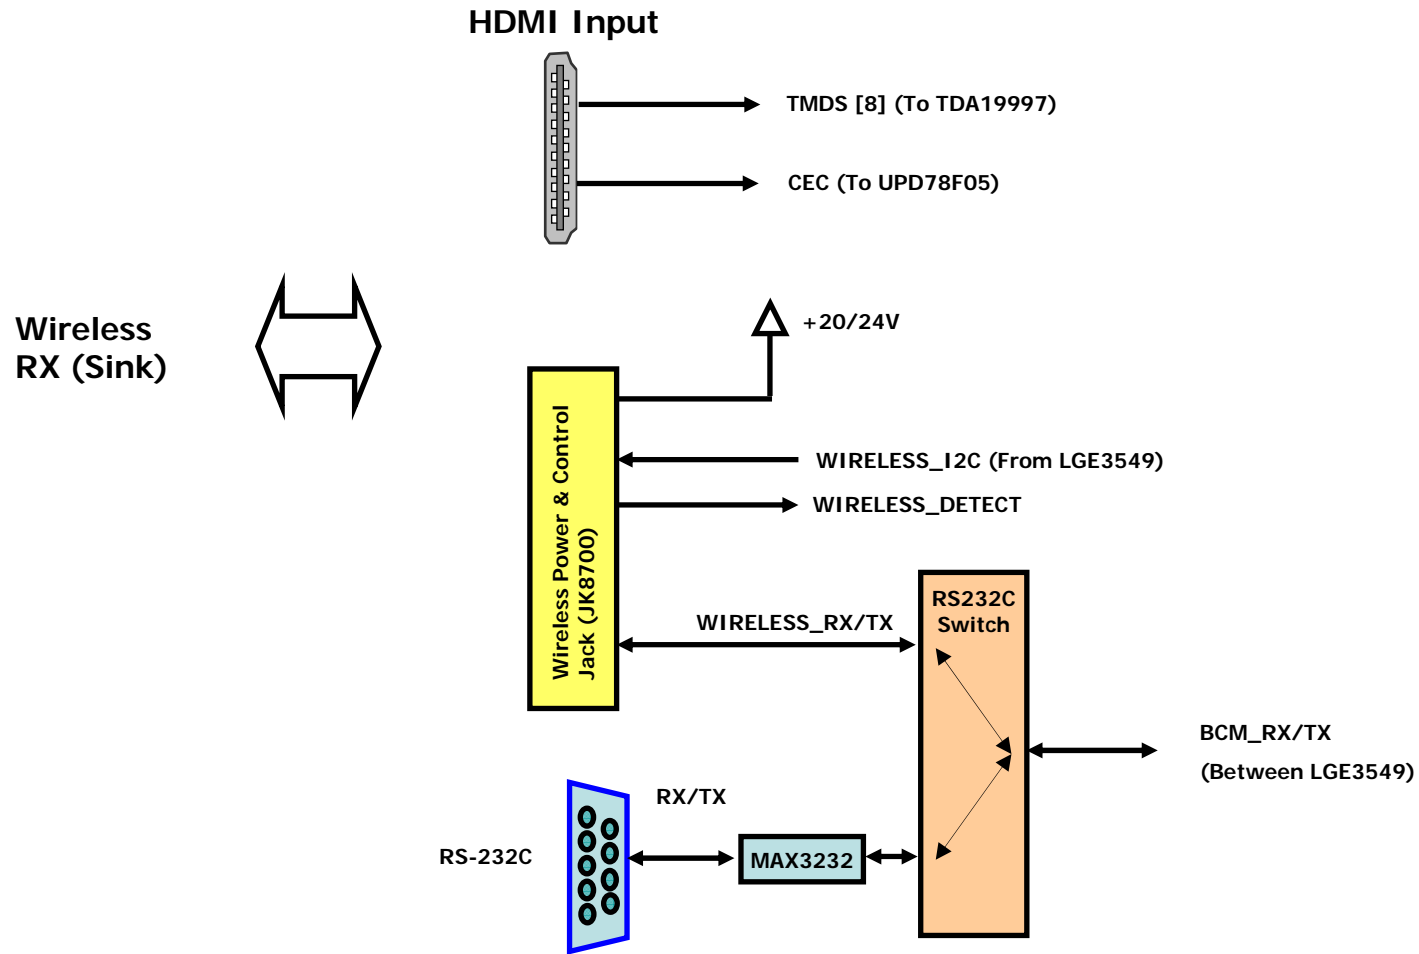 HDMI Input
TMDS [8] (To TDA19997)
CEC (To UPD78F05)
Wireless
RX (Sink)
+20/24V
Wireless Power & Control
Jack (JK8700)
WIRELESS_I2C (From LGE3549)
WIRELESS_DETECT
WIRELESS_RX/TX
RS232C
Switch
BCM_RX/TX
(Between LGE3549)
RX/TX
RS-232C
MAX3232